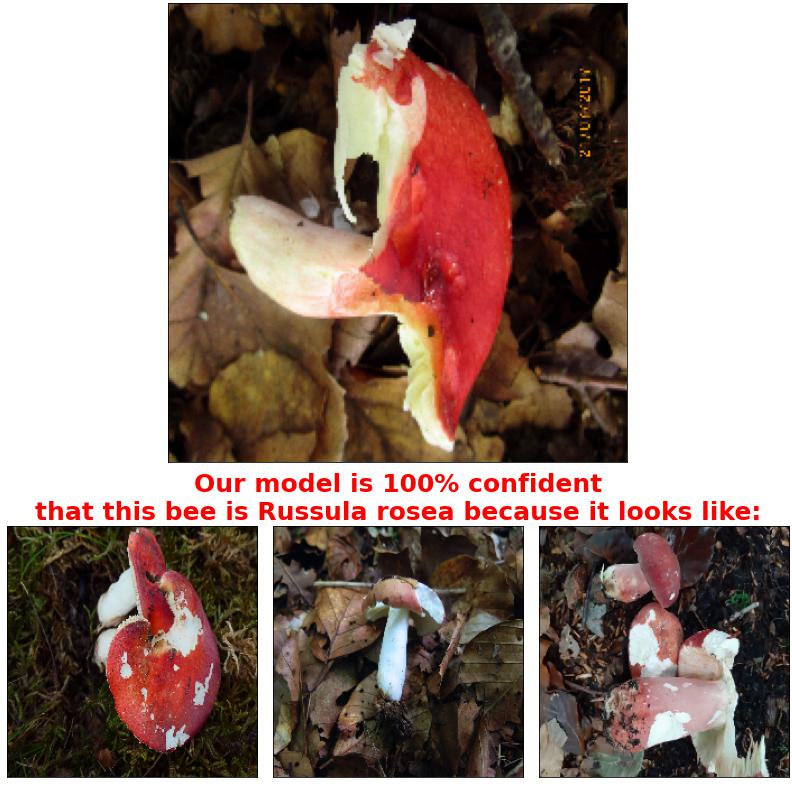 Our model is 100% confident
that this bee is Russula rosea because it looks like: